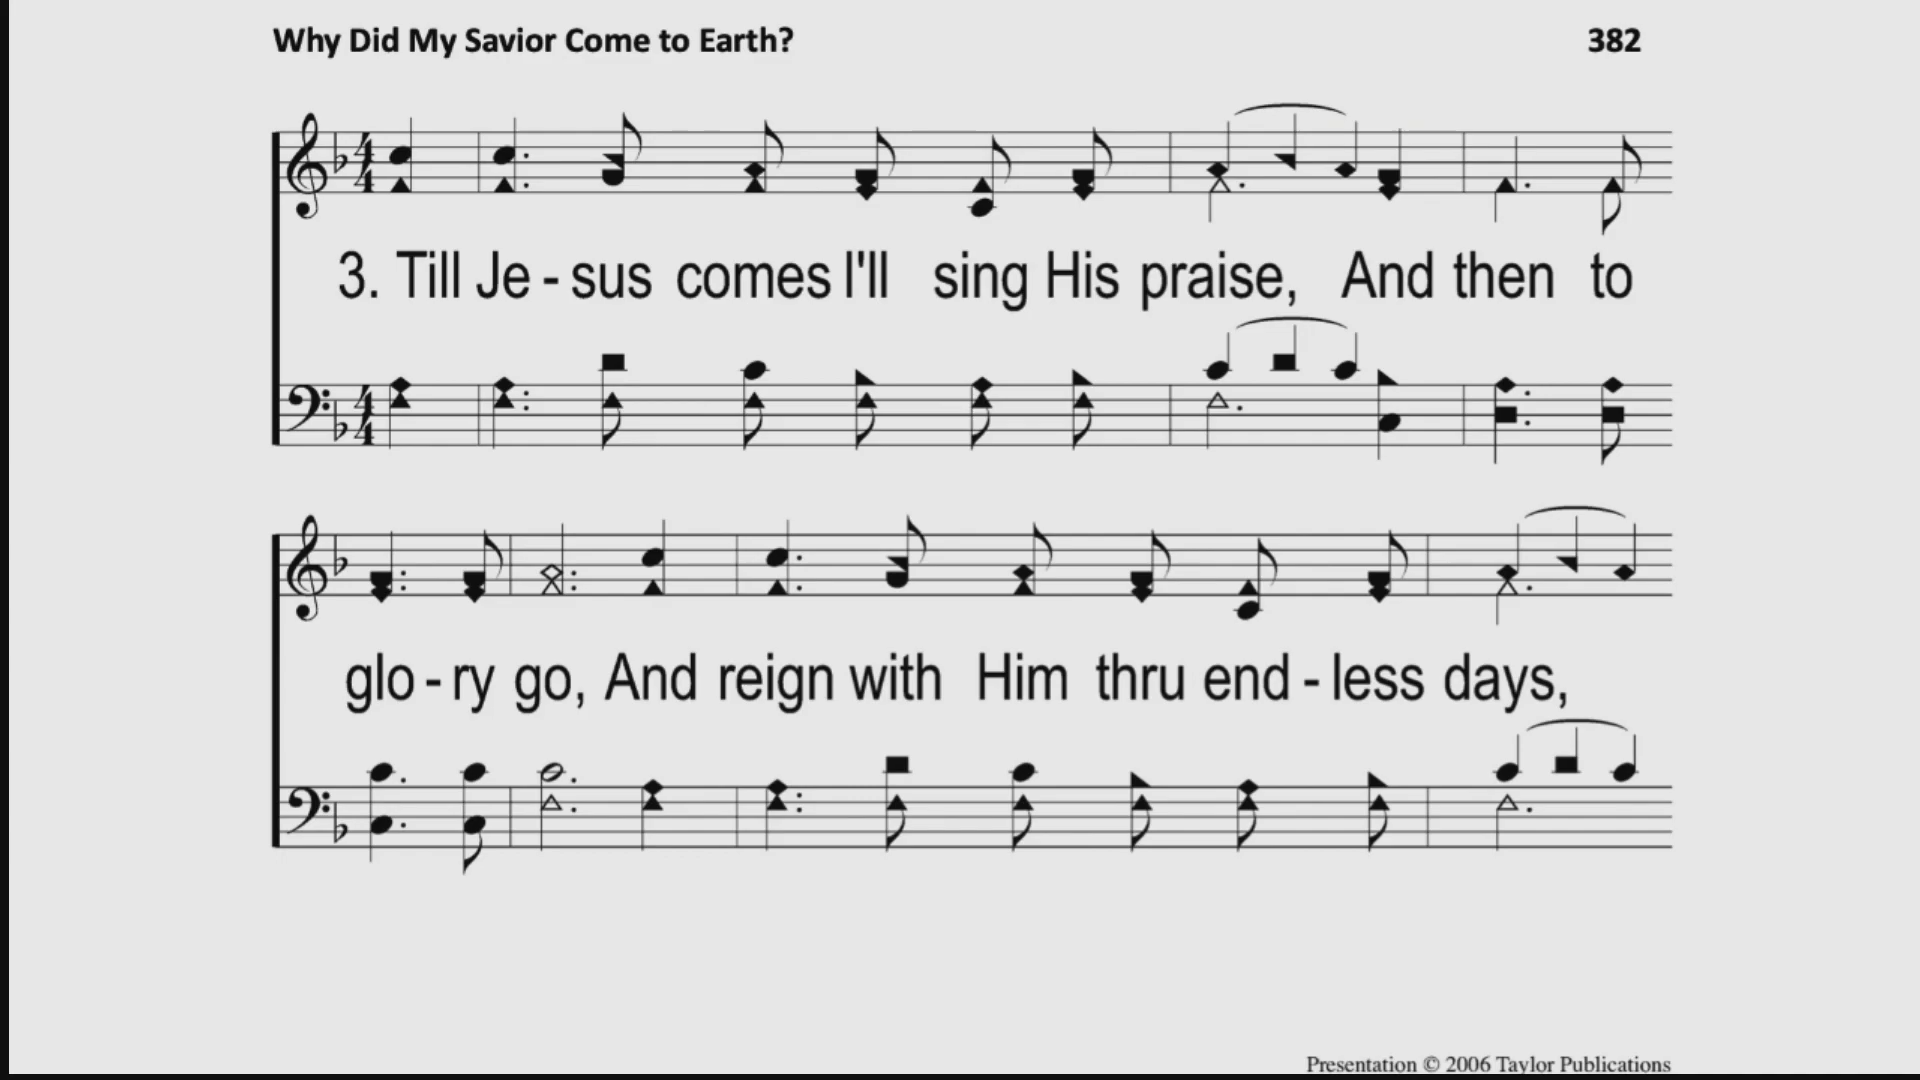 Why Did My Savior Come to Earth? 382
3. Till Je - sus comes I'll sing His praise, And then to
glo - ry go, And reign with Him thru end - less days,
Presentation © 2006 Taylor Publications